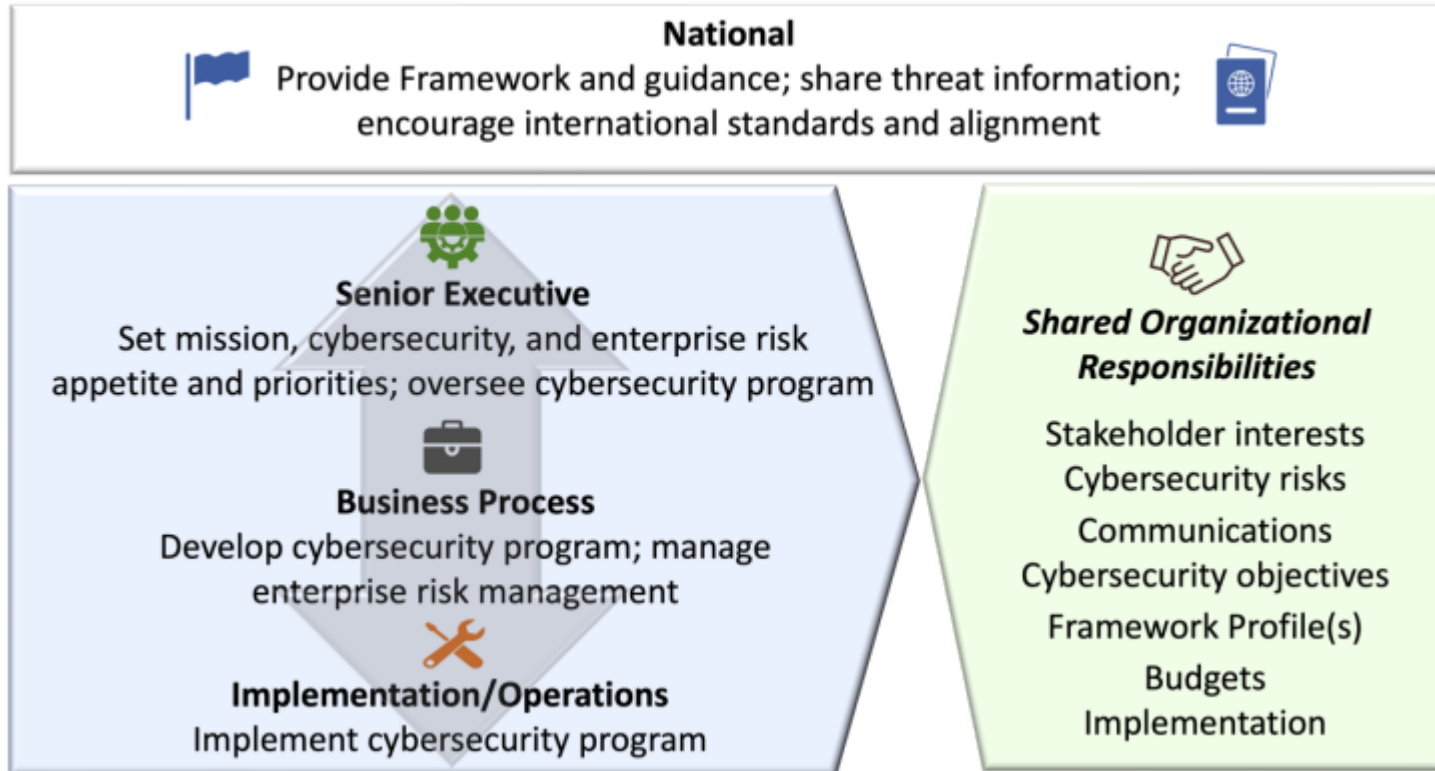 National
Provide Framework and guidance; share threat information;
encourage international standards and alignment
Senior Executive
Set mission, cybersecurity, and enterprise risk
appetite and priorities; oversee cybersecurity program
Business Process
Develop cybersecurity program; manage
enterprise risk management
Implementation/Operations
Implement cybersecurity program
Shared Organizational
Responsibilities
Stakeholder interests
Cybersecurity risks
Communications
Cybersecurity objectives
Framework Profile(s)
Budgets
Implementation